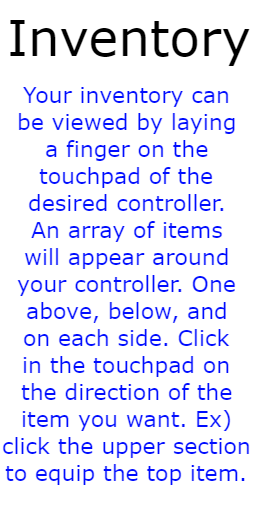 Inventory
Your inventory can
be viewed by laying
a finger on the
touchpad of the
desired controller.
An array of items
will appear around
your controller. One
above, below, and
on each side. Click
in the touchpad on
the direction of the
item you want. Ex)
click the upper section
to equip the top item.